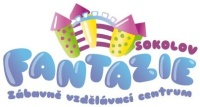 SOKOLOV
FANTAZIE
Zábavně vzdělávací centrum